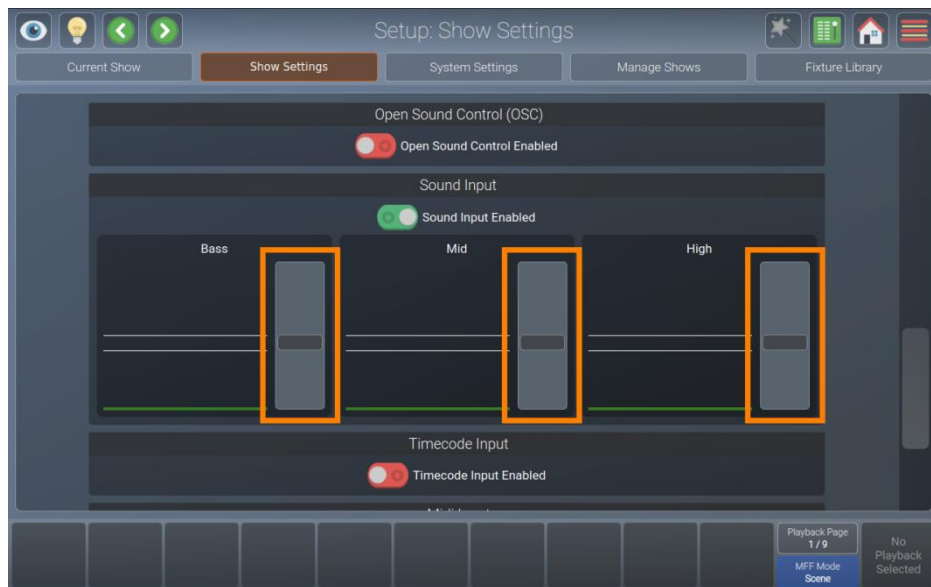 Setup: Show Settings
Current Show
Show Settings
System Settings
Manage Shows
Fixture Library
Open Sound Control (OSC)
Open Sound Control Enabled
Sound Input
Sound Input Enabled
Bass
Mid
High
Timecode Input
Timecode Input Enabled
Playback Page
1 / 9
MFF Mode
Scene
No
Playback
Selected